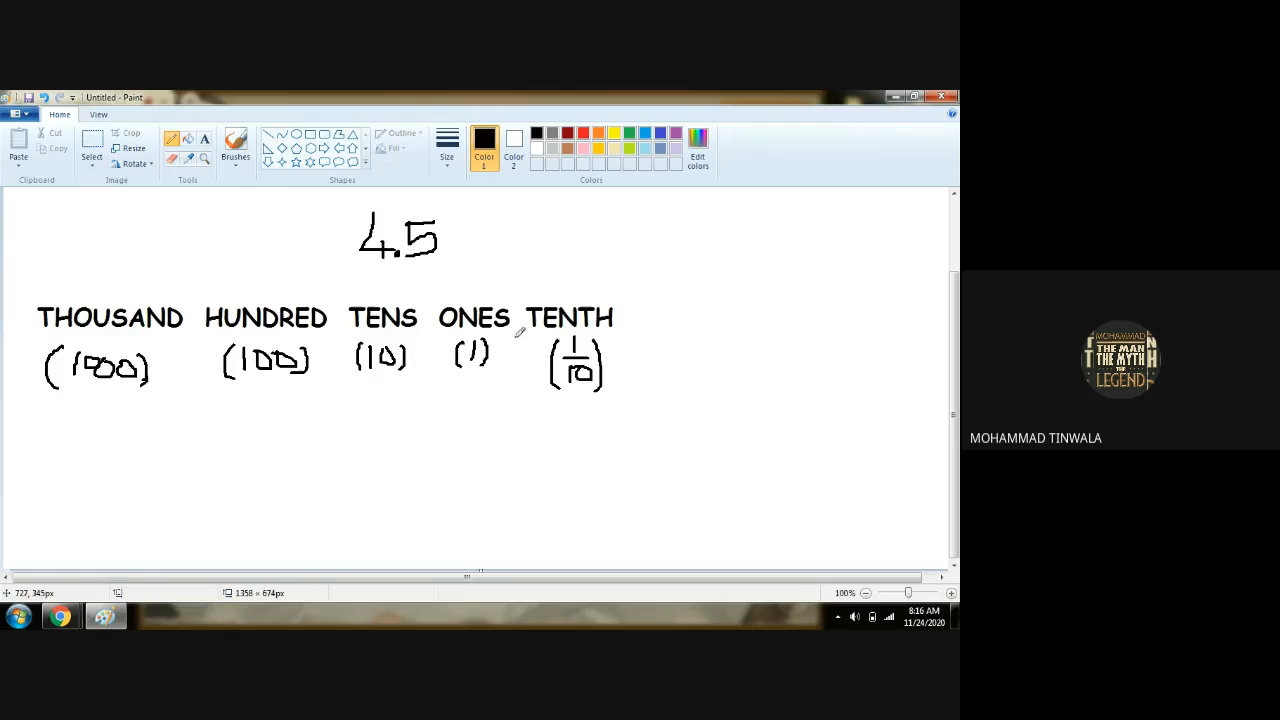 Untitled - Paint
Home View
Paste
Cut
Copy
Clipboard
Select
Crop
Resize
Rotate
Image
A
Tools
Brushes
Outline
Fill
Shapes
Size
Color 1
Color 2
Edit colors
Colors
4.5
THOUSAND HUNDRED TENS ONES TENTH
(1000) (100) (10) (1) (1/10)
727, 345px
1358 × 674px
100%
8:16 AM
11/24/2020
MOHAMMAD
THE MAN
THE MYTH
THE
LEGEND
MOHAMMAD TINWALA